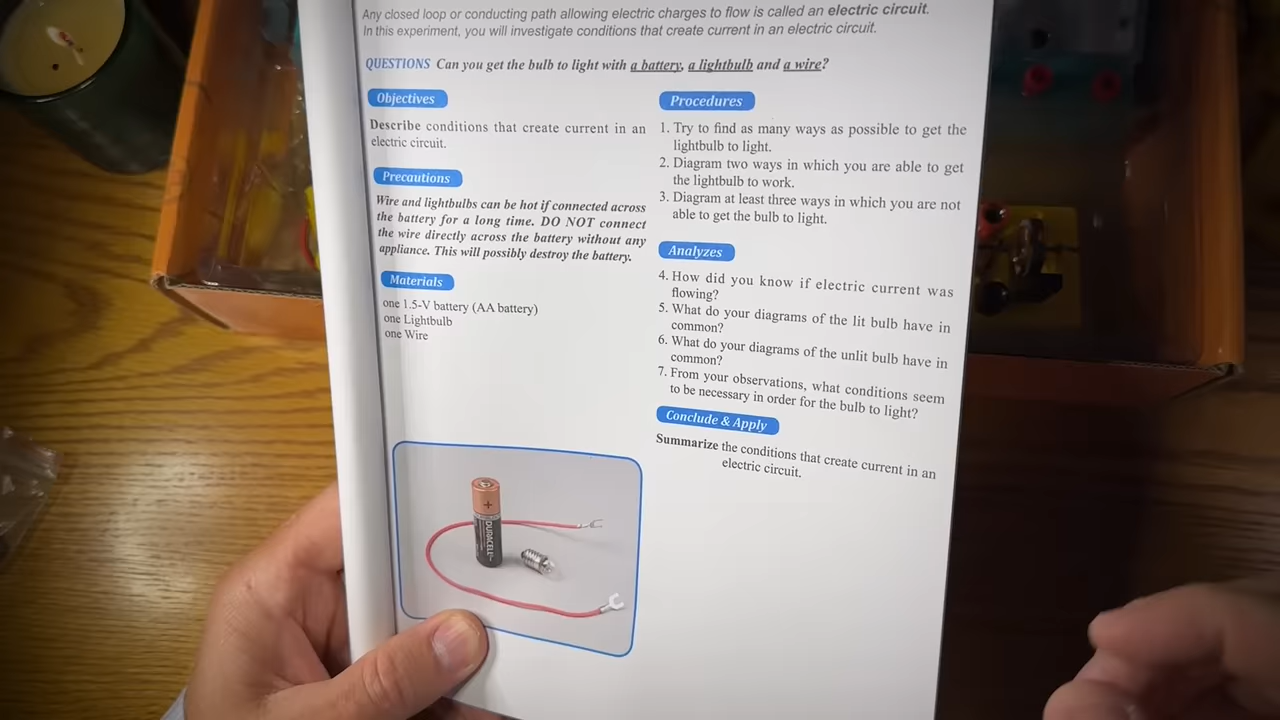 Any closed loop or conducting path allowing electric charges to flow is called an electric circuit.
In this experiment, you will investigate conditions that create current in an electric circuit.
QUESTIONS Can you get the bulb to light with a battery, a lightbulb and a wire?
Objectives
Describe conditions that create current in an
electric circuit.
Precautions
Wire and lightbulbs can be hot if connected across
the battery for a long time. DO NOT connect
the wire directly across the battery without any
appliance. This will possibly destroy the battery.
Materials
one 1.5-V battery (AA battery)
one Lightbulb
one Wire
+
DURACELL
Procedures
1. Try to find as many ways as possible to get the
lightbulb to light.
2. Diagram two ways in which you are able to get
the lightbulb to work.
3. Diagram at least three ways in which you are not
able to get the bulb to light.
Analyzes
4. How did you know if electric current was
flowing?
5. What do your diagrams of the lit bulb have in
common?
6. What do your diagrams of the unlit bulb have in
common?
7. From your observations, what conditions seem
to be necessary in order for the bulb to light?
Conclude & Apply
Summarize the conditions that create current in an
electric circuit.